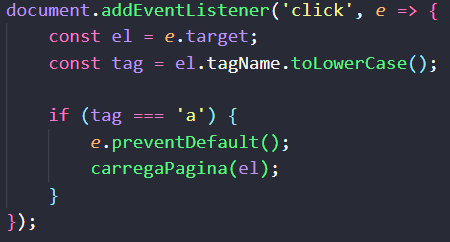 document.addEventListener('click', e => {
    const el = e.target;
    const tag = el.tagName.toLowerCase();

    if (tag === 'a') {
        e.preventDefault();
        carregaPagina(el);
    }
});